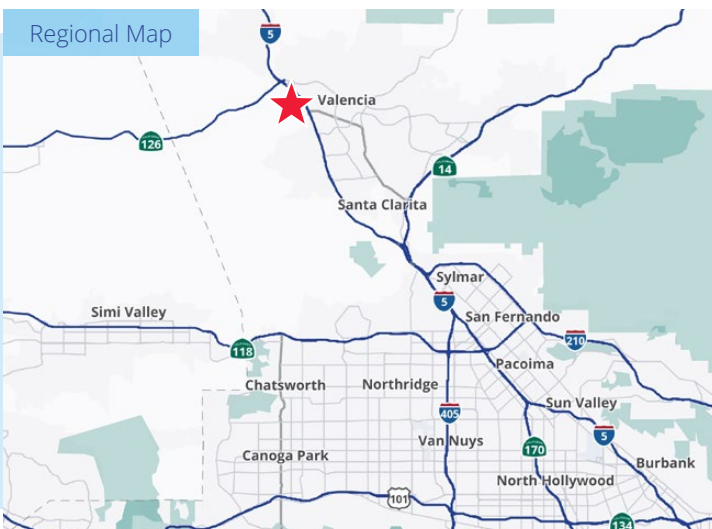 Regional Map
5
Valencia
126
14
Santa Clarita
Sylmar
5
Simi Valley
San Fernando
118
210
Pacoima
Chatsworth
Northridge
Sun Valley
405
5
Van Nuys
170
Canoga Park
Burbank
North Hollywood
101
134